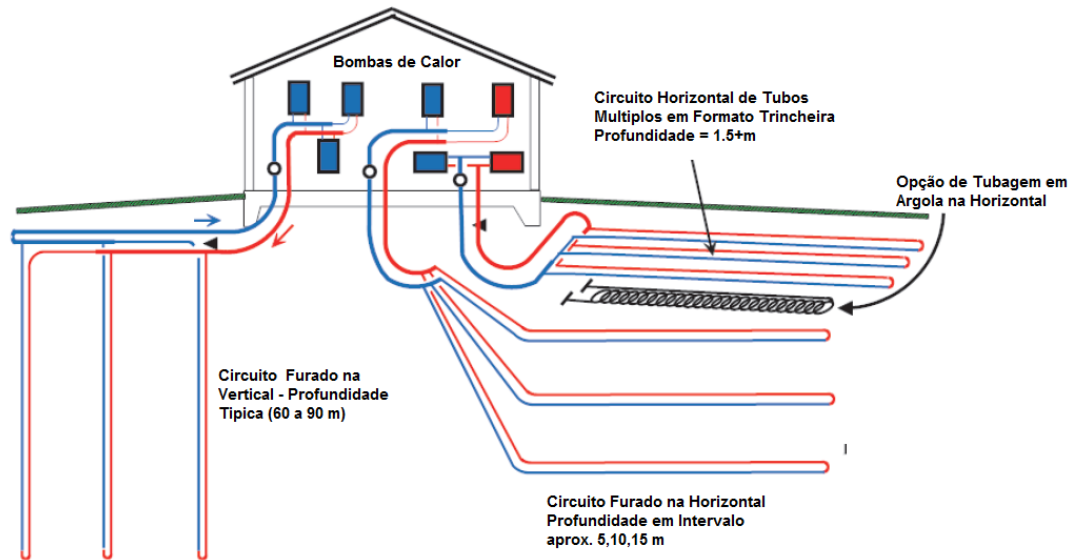 Bombas de Calor
Circuito Horizontal de Tubos
Multiplos em Formato Trincheira
Profundidade = 1.5+m
Opção de Tubagem em
Argola na Horizontal
Circuito Furado na
Vertical - Profundidade
Tipica (60 a 90 m)
Circuito Furado na Horizontal
Profundidade em Intervalo
aprox. 5,10,15 m